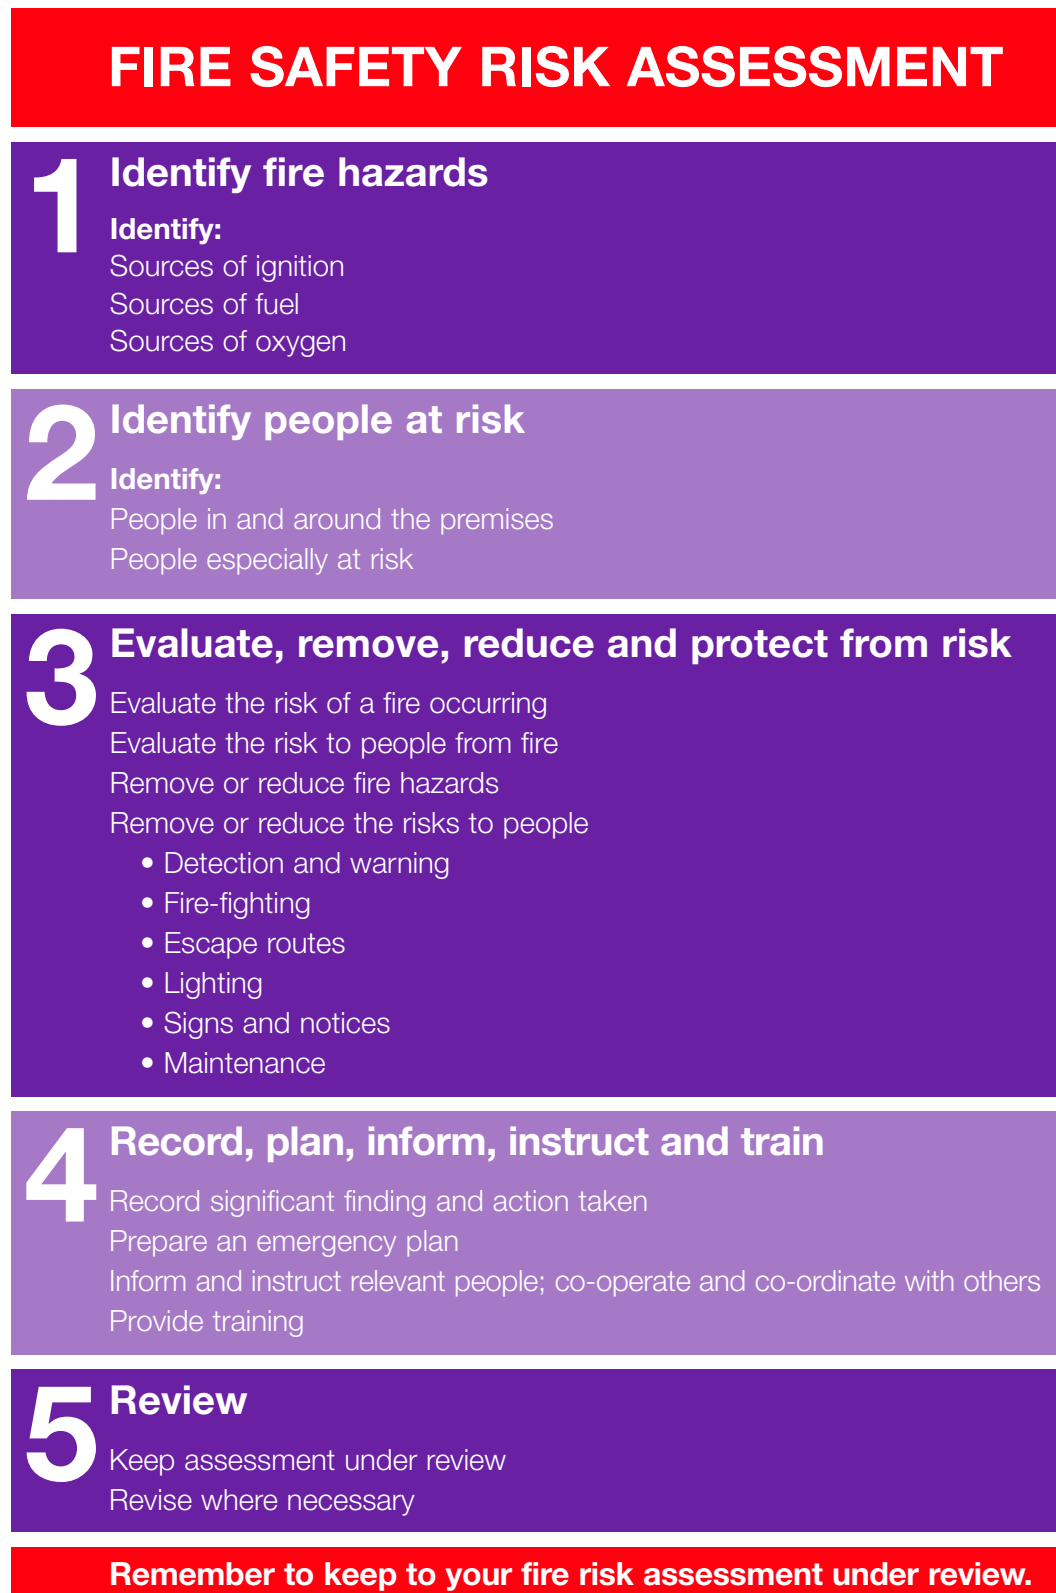 FIRE SAFETY RISK ASSESSMENT
1 Identify fire hazards
Identify:
Sources of ignition
Sources of fuel
Sources of oxygen
2 Identify people at risk
Identify:
People in and around the premises
People especially at risk
3 Evaluate, remove, reduce and protect from risk
Evaluate the risk of a fire occurring
Evaluate the risk to people from fire
Remove or reduce fire hazards
Remove or reduce the risks to people
• Detection and warning
• Fire-fighting
• Escape routes
• Lighting
• Signs and notices
• Maintenance
4 Record, plan, inform, instruct and train
Record significant finding and action taken
Prepare an emergency plan
Inform and instruct relevant people; co-operate and co-ordinate with others
Provide training
5 Review
Keep assessment under review
Revise where necessary
Remember to keep to your fire risk assessment under review.